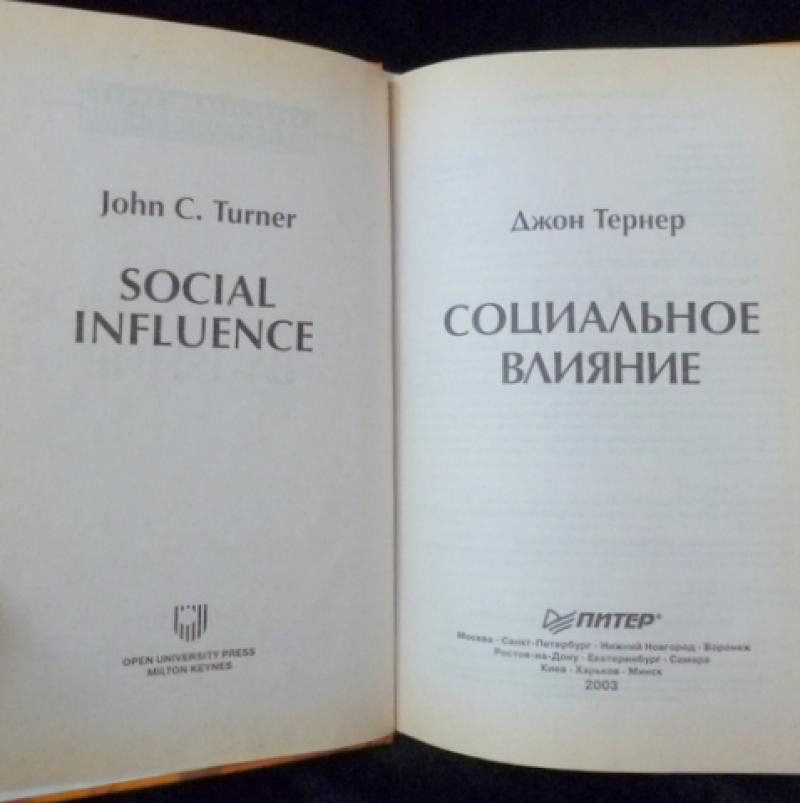 John C. Turner
SOCIAL
INFLUENCE
OPEN UNIVERSITY PRESS
MILTON KEYNES
Джон Тернер
СОЦИАЛЬНОЕ
ВЛИЯНИЕ
ПИТЕР®
Москва · Санкт-Петербург · Нижний Новгород · Воронеж
Ростов-на-Дону · Екатеринбург · Самара
Киев · Харьков · Минск
2003